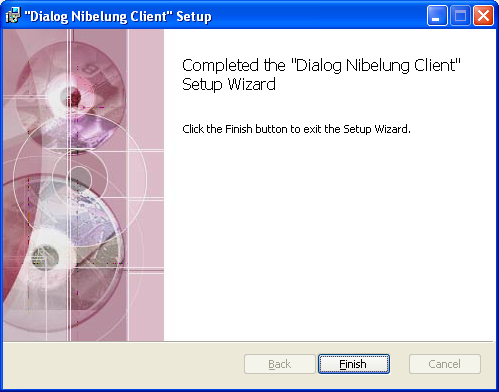 "Dialog Nibelung Client" Setup
Completed the "Dialog Nibelung Client"
Setup Wizard
Click the Finish button to exit the Setup Wizard.
Back
Finish
Cancel